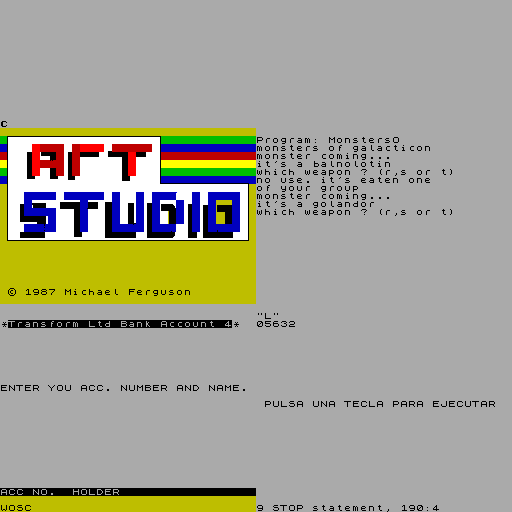 C
ART
STUDIO
© 1987 Michael Ferguson
Program: MonstersO
monsters of galacticon
monster coming...
it's a balnolotin
which weapon ? (r,s or t)
no use. it's eaten one
of your group
monster coming...
it's a golandor
which weapon ? (r,s or t)
*Transform Ltd Bank Account 4*
ENTER YOU ACC. NUMBER AND NAME.
ACC NO.  HOLDER
WOSC
"L"
05632
PULSA UNA TECLA PARA EJECUTAR
9 STOP statement, 190:4